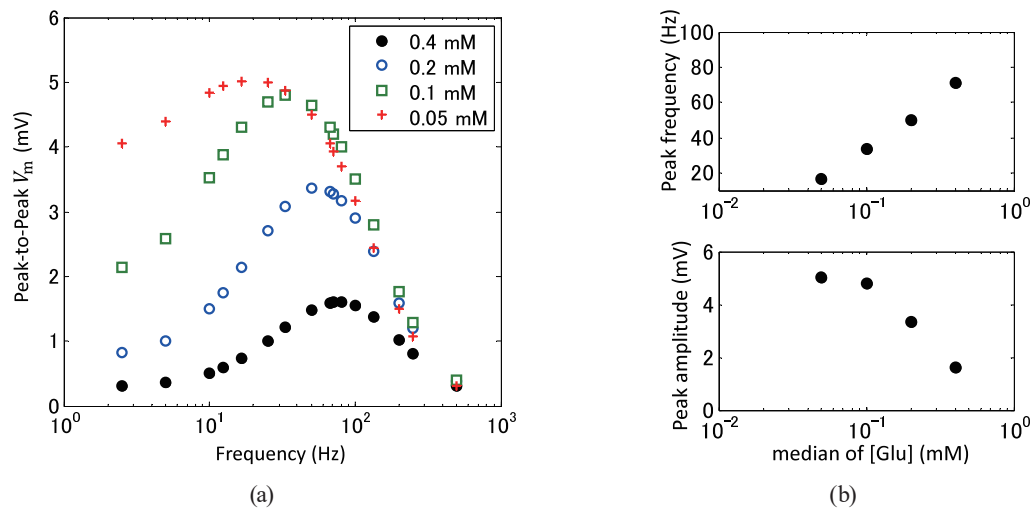 6
5
4
3
2
1
0
Peak-to-Peak Vm (mV)
0.4 mM
0.2 mM
0.1 mM
0.05 mM
10^0 10^1 10^2 10^3
Frequency (Hz)
(a)
100
80
60
40
20
Peak frequency (Hz)
10^-2 10^-1 10^0
6
4
2
0
Peak amplitude (mV)
10^-2 10^-1 10^0
median of [Glu] (mM)
(b)